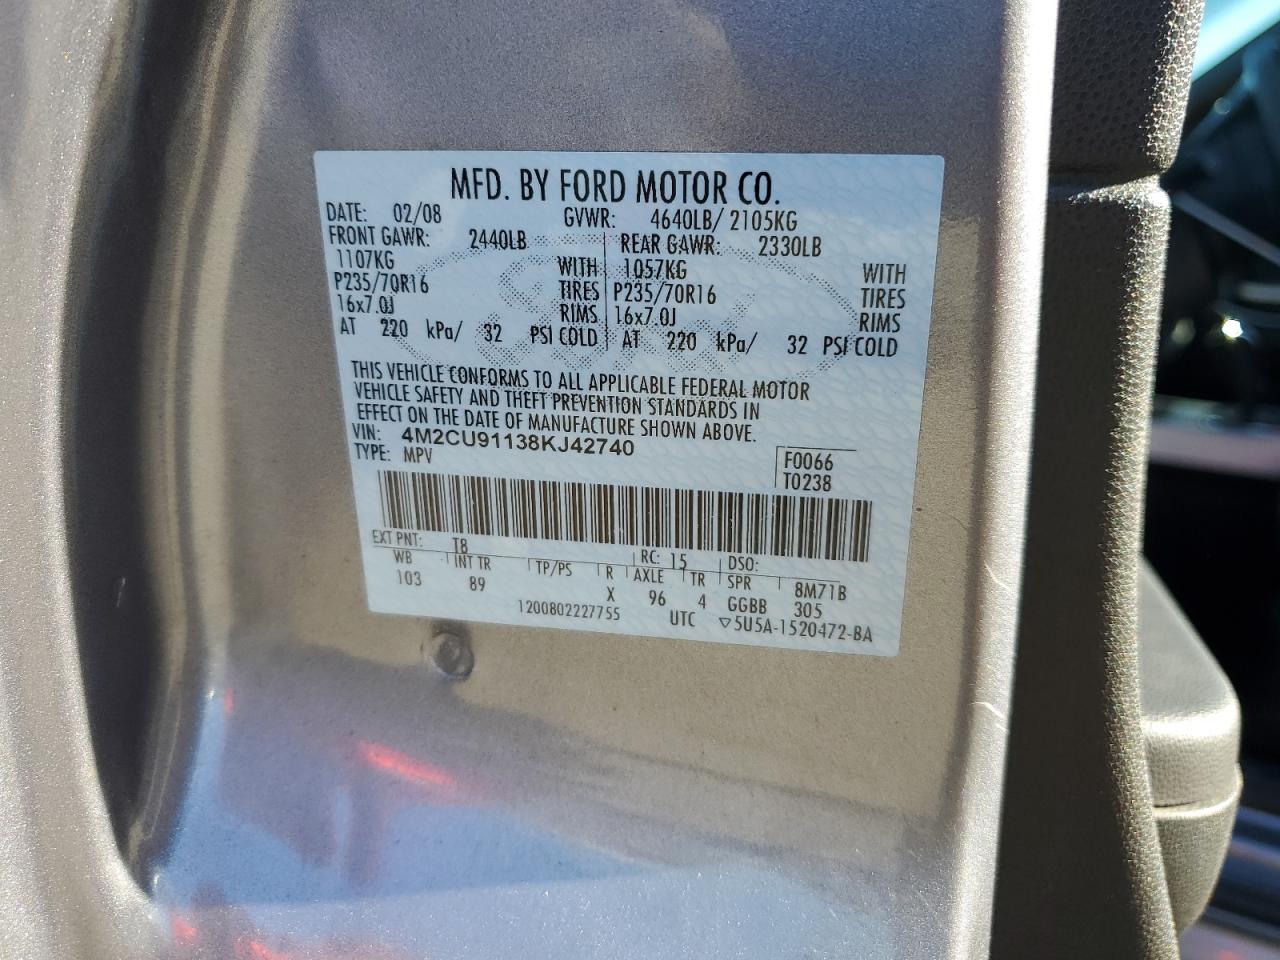 MFD. BY FORD MOTOR CO.
DATE: 02/08 GVWR: 4640LB/ 2105KG
FRONT GAWR: 2440LB REAR GAWR: 2330LB
1107KG WITH 1057KG WITH
P235/70R16 TIRES P235/70R16 TIRES
16x7.0J RIMS 16x7.0J RIMS
AT 220 kPa/ 32 PSI COLD AT 220 kPa/ 32 PSI COLD
THIS VEHICLE CONFORMS TO ALL APPLICABLE FEDERAL MOTOR
VEHICLE SAFETY AND THEFT PREVENTION STANDARDS IN
EFFECT ON THE DATE OF MANUFACTURE SHOWN ABOVE.
VIN: 4M2CU91138KJ42740
TYPE: MPV
F0066
T0238
EXT PNT: T8 RC: 15 DSO:
WB INT TR TP/PS R AXLE TR SPR 8M71B
103 89 X 96 4 GGBB 305
1200802227755 UTC ▽5U5A-1520472-BA